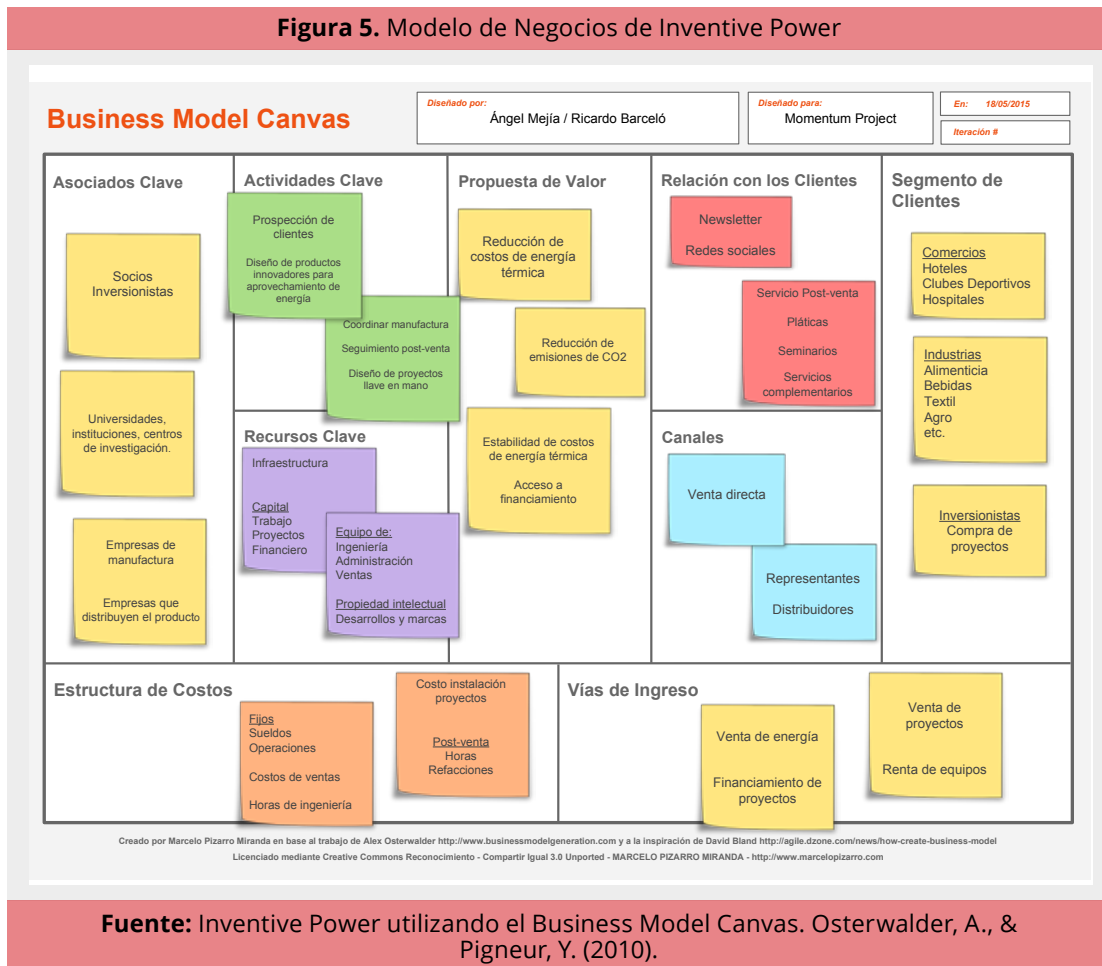 Figura 5. Modelo de Negocios de Inventive Power
Business Model Canvas
Diseñado por:
Ángel Mejía / Ricardo Barceló
Diseñado para:
Momentum Project
En: 18/05/2015
Iteración #
Asociados Clave
Socios
Inversionistas
Universidades,
instituciones, centros
de investigación.
Empresas de
manufactura
Empresas que
distribuyen el producto
Actividades Clave
Prospección de
clientes
Diseño de productos
innovadores para
aprovechamiento de
energía
Coordinar manufactura
Seguimiento post-venta
Diseño de proyectos
llave en mano
Recursos Clave
Infraestructura
Capital
Trabajo
Proyectos
Financiero
Equipo de:
Ingeniería
Administración
Ventas
Propiedad intelectual
Desarrollos y marcas
Propuesta de Valor
Reducción de
costos de energía
térmica
Reducción de
emisiones de CO2
Estabilidad de costos
de energía térmica
Acceso a
financiamiento
Relación con los Clientes
Newsletter
Redes sociales
Servicio Post-venta
Pláticas
Seminarios
Servicios
complementarios
Canales
Venta directa
Representantes
Distribuidores
Segmento de
Clientes
Comercios
Hoteles
Clubes Deportivos
Hospitales
Industrias
Alimenticia
Bebidas
Textil
Agro
etc.
Inversionistas
Compra de
proyectos
Estructura de Costos
Fijos
Sueldos
Operaciones
Costos de ventas
Horas de ingeniería
Costo instalación
proyectos
Post-venta
Horas
Refacciones
Vías de Ingreso
Venta de energía
Financiamiento de
proyectos
Venta de
proyectos
Renta de equipos
Creado por Marcelo Pizarro Miranda en base al trabajo de Alex Osterwalder http://www.businessmodelgeneration.com y a la inspiración de David Bland http://agile.dzone.com/news/how-create-business-model
Licenciado mediante Creative Commons Reconocimiento - Compartir Igual 3.0 Unported - MARCELO PIZARRO MIRANDA - http://www.marcelopizarro.com
Fuente: Inventive Power utilizando el Business Model Canvas. Osterwalder, A., &
Pigneur, Y. (2010).